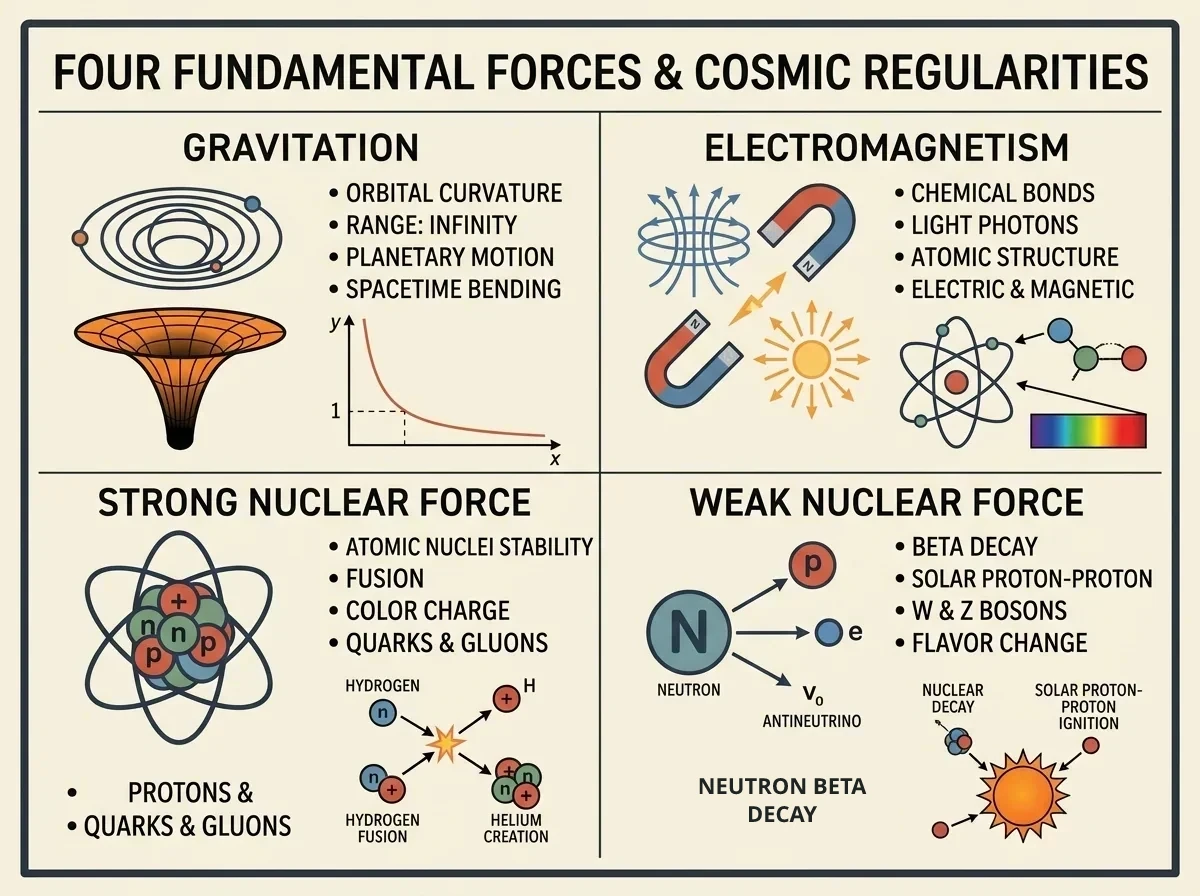 FOUR FUNDAMENTAL FORCES & COSMIC REGULARITIES
GRAVITATION
• ORBITAL CURVATURE
• RANGE: INFINITY
• PLANETARY MOTION
• SPACETIME BENDING
y
1
x
ELECTROMAGNETISM
N
N
• CHEMICAL BONDS
• LIGHT PHOTONS
• ATOMIC STRUCTURE
• ELECTRIC & MAGNETIC
STRONG NUCLEAR FORCE
+
n
n
p
p
• ATOMIC NUCLEI STABILITY
• FUSION
• COLOR CHARGE
• QUARKS & GLUONS
HYDROGEN
n
+ H
n +
+ n
n +
HYDROGEN
FUSION
HELIUM
CREATION
• PROTONS &
• QUARKS & GLUONS
WEAK NUCLEAR FORCE
N
NEUTRON
p
e
v₀
ANTINEUTRINO
NEUTRON BETA
DECAY
• BETA DECAY
• SOLAR PROTON-PROTON
• W & Z BOSONS
• FLAVOR CHANGE
NUCLEAR
DECAY
SOLAR PROTON-
PROTON
IGNITION